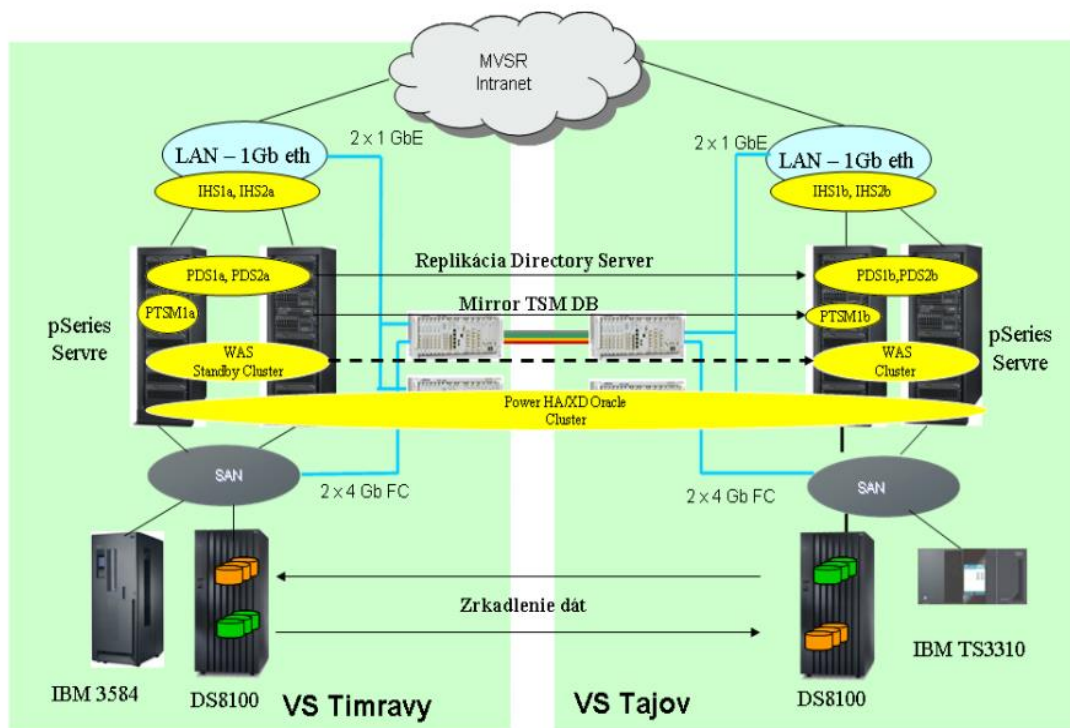 MVSR
Intranet
2 x 1 GbE
2 x 1 GbE
LAN – 1Gb eth
LAN – 1Gb eth
IHS1a, IHS2a
IHS1b, IHS2b
PDS1a, PDS2a
Replikácia Directory Server
PDS1b,PDS2b
PTSM1a
Mirror TSM DB
PTSM1b
pSeries
Servre
pSeries
Servre
WAS
Standby Cluster
WAS
Cluster
Power HA/XD Oracle
Cluster
SAN
SAN
2 x 4 Gb FC
2 x 4 Gb FC
Zrkadlenie dát
IBM 3584
DS8100
VS Timravy
VS Tajov
DS8100
IBM TS3310